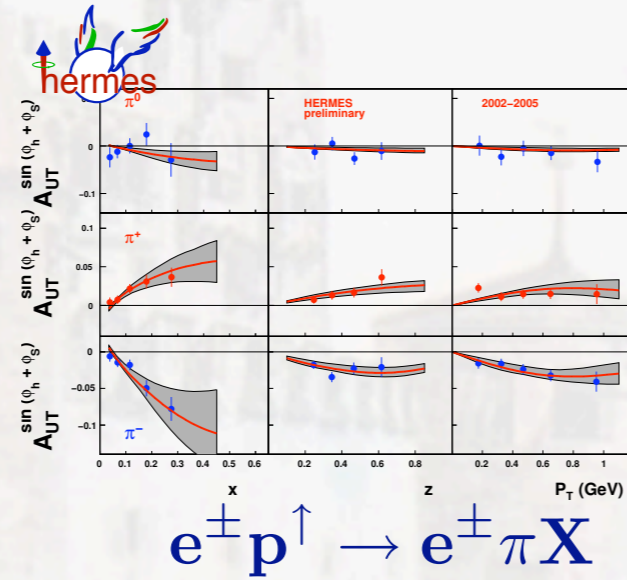 hermes
π⁰
HERMES
preliminary
2002–2005
A_UT^sin (φ_h + φ_S)
0
−0.1
π⁺
A_UT^sin (φ_h + φ_S)
0.1
0.05
0
π⁻
A_UT^sin (φ_h + φ_S)
0
−0.05
−0.1
0 0.1 0.2 0.3 0.4 0.5 0.6 0.2 0.4 0.6 0.8 0.2 0.4 0.6 0.8 1
x z P_T (GeV)
e^± p^↑ → e^± π X